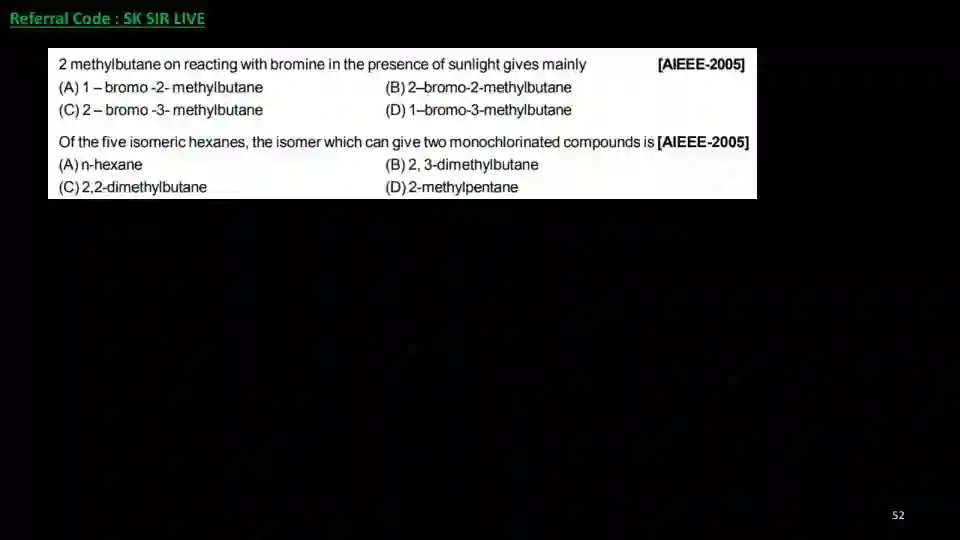 Referral Code : SK SIR LIVE
2 methylbutane on reacting with bromine in the presence of sunlight gives mainly [AIEEE-2005]
(A) 1 – bromo -2- methylbutane (B) 2–bromo-2-methylbutane
(C) 2 – bromo -3- methylbutane (D) 1–bromo-3-methylbutane
Of the five isomeric hexanes, the isomer which can give two monochlorinated compounds is [AIEEE-2005]
(A) n-hexane (B) 2, 3-dimethylbutane
(C) 2,2-dimethylbutane (D) 2-methylpentane
52